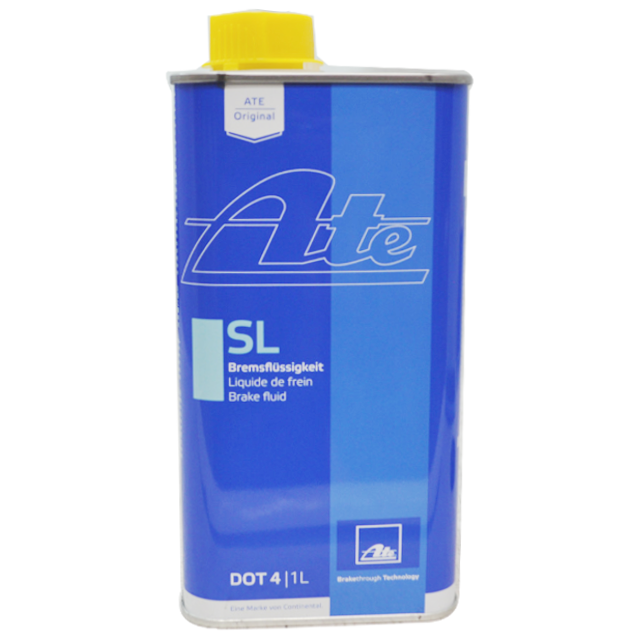 ATE
Original
Ate
SL
Bremsflüssigkeit
Liquide de frein
Brake fluid
Ate
Brakethrough Technology
DOT 4 | 1L
Eine Marke von Continental